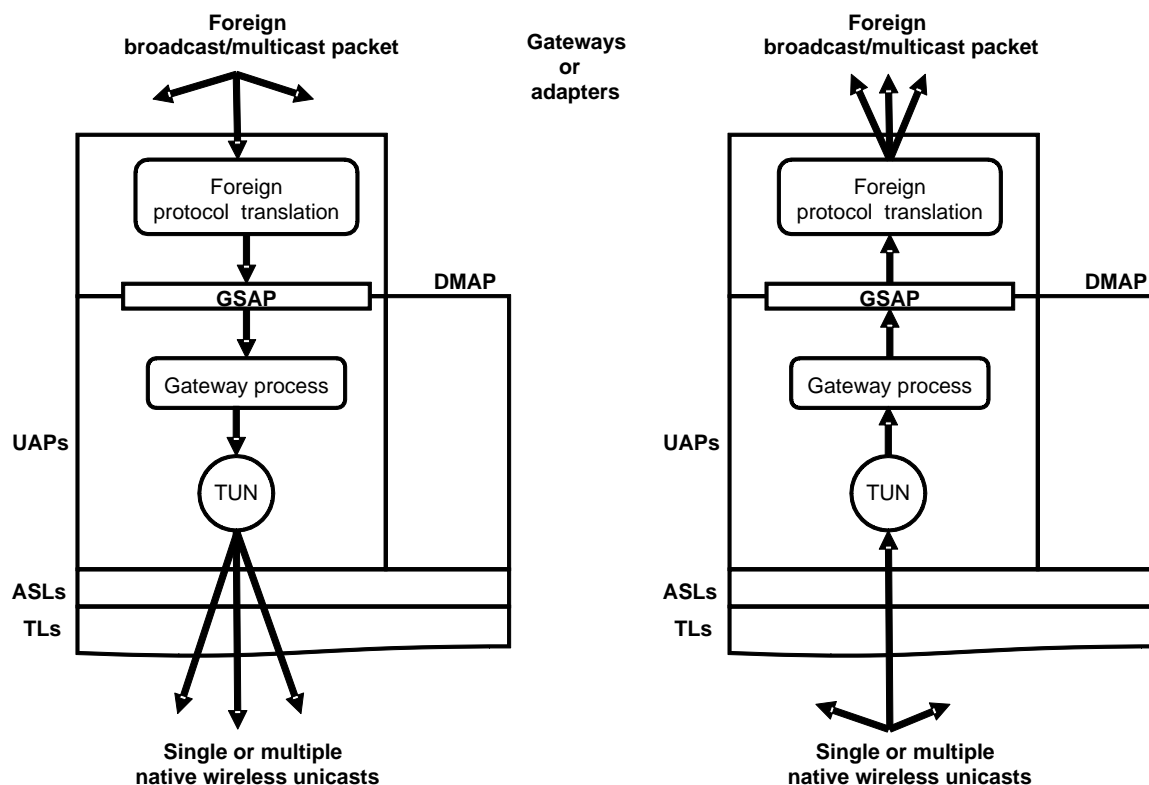 Foreign
broadcast/multicast packet
Gateways
or
adapters
Foreign
broadcast/multicast packet
Foreign
protocol translation
Foreign
protocol translation
DMAP
GSAP
DMAP
GSAP
Gateway process
Gateway process
UAPs
UAPs
TUN
TUN
ASLs
ASLs
TLs
TLs
Single or multiple
native wireless unicasts
Single or multiple
native wireless unicasts